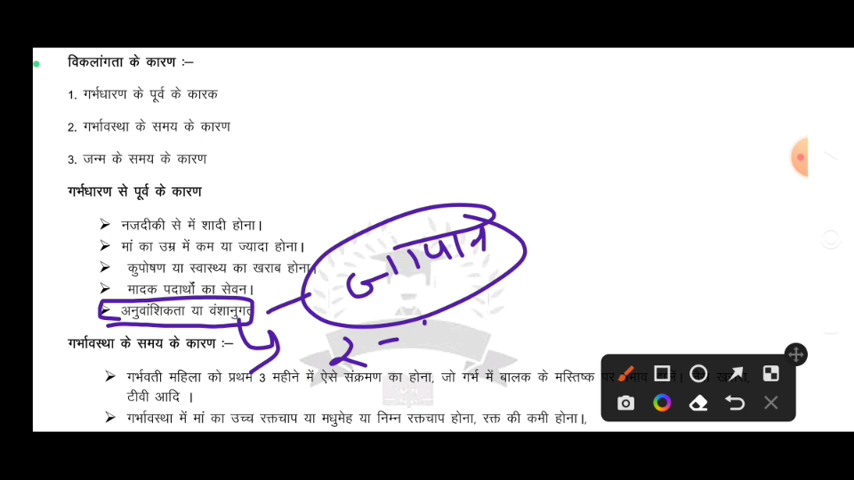 विकलांगता के कारण :–
1. गर्भधारण के पूर्व के कारक
2. गर्भावस्था के समय के कारण
3. जन्म के समय के कारण
गर्भधारण से पूर्व के कारण
➢ नजदीकी से में शादी होना।
➢ मां का उम्र में कम या ज्यादा होना।
➢ कुपोषण या स्वास्थ्य का खराब होना।
➢ मादक पदार्थो का सेवन।
➢ अनुवांशिकता या वंशानुगत
2 –
गर्भावस्था के समय के कारण :–
➢ गर्भवती महिला को प्रथम 3 महीने में ऐसे संक्रमण का होना, जो गर्भ में बालक के मस्तिष्क पर
टीवी आदि ।
➢ गर्भावस्था में मां का उच्च रक्तचाप या मधुमेह या निम्न रक्तचाप होना, रक्त की कमी होना।,